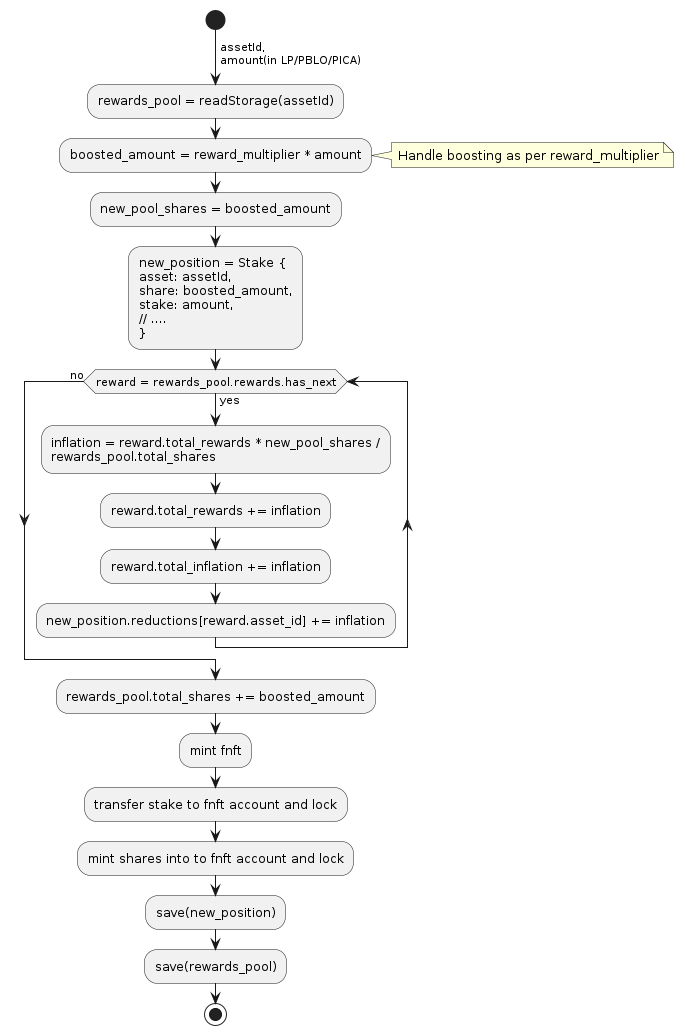 assetId,
amount(in LP/PBLO/PICA)
rewards_pool = readStorage(assetId)
boosted_amount = reward_multiplier * amount
Handle boosting as per reward_multiplier
new_pool_shares = boosted_amount
new_position = Stake {
asset: assetId,
share: boosted_amount,
stake: amount,
// ....
}
no
reward = rewards_pool.rewards.has_next
yes
inflation = reward.total_rewards * new_pool_shares /
rewards_pool.total_shares
reward.total_rewards += inflation
reward.total_inflation += inflation
new_position.reductions[reward.asset_id] += inflation
rewards_pool.total_shares += boosted_amount
mint fnft
transfer stake to fnft account and lock
mint shares into to fnft account and lock
save(new_position)
save(rewards_pool)